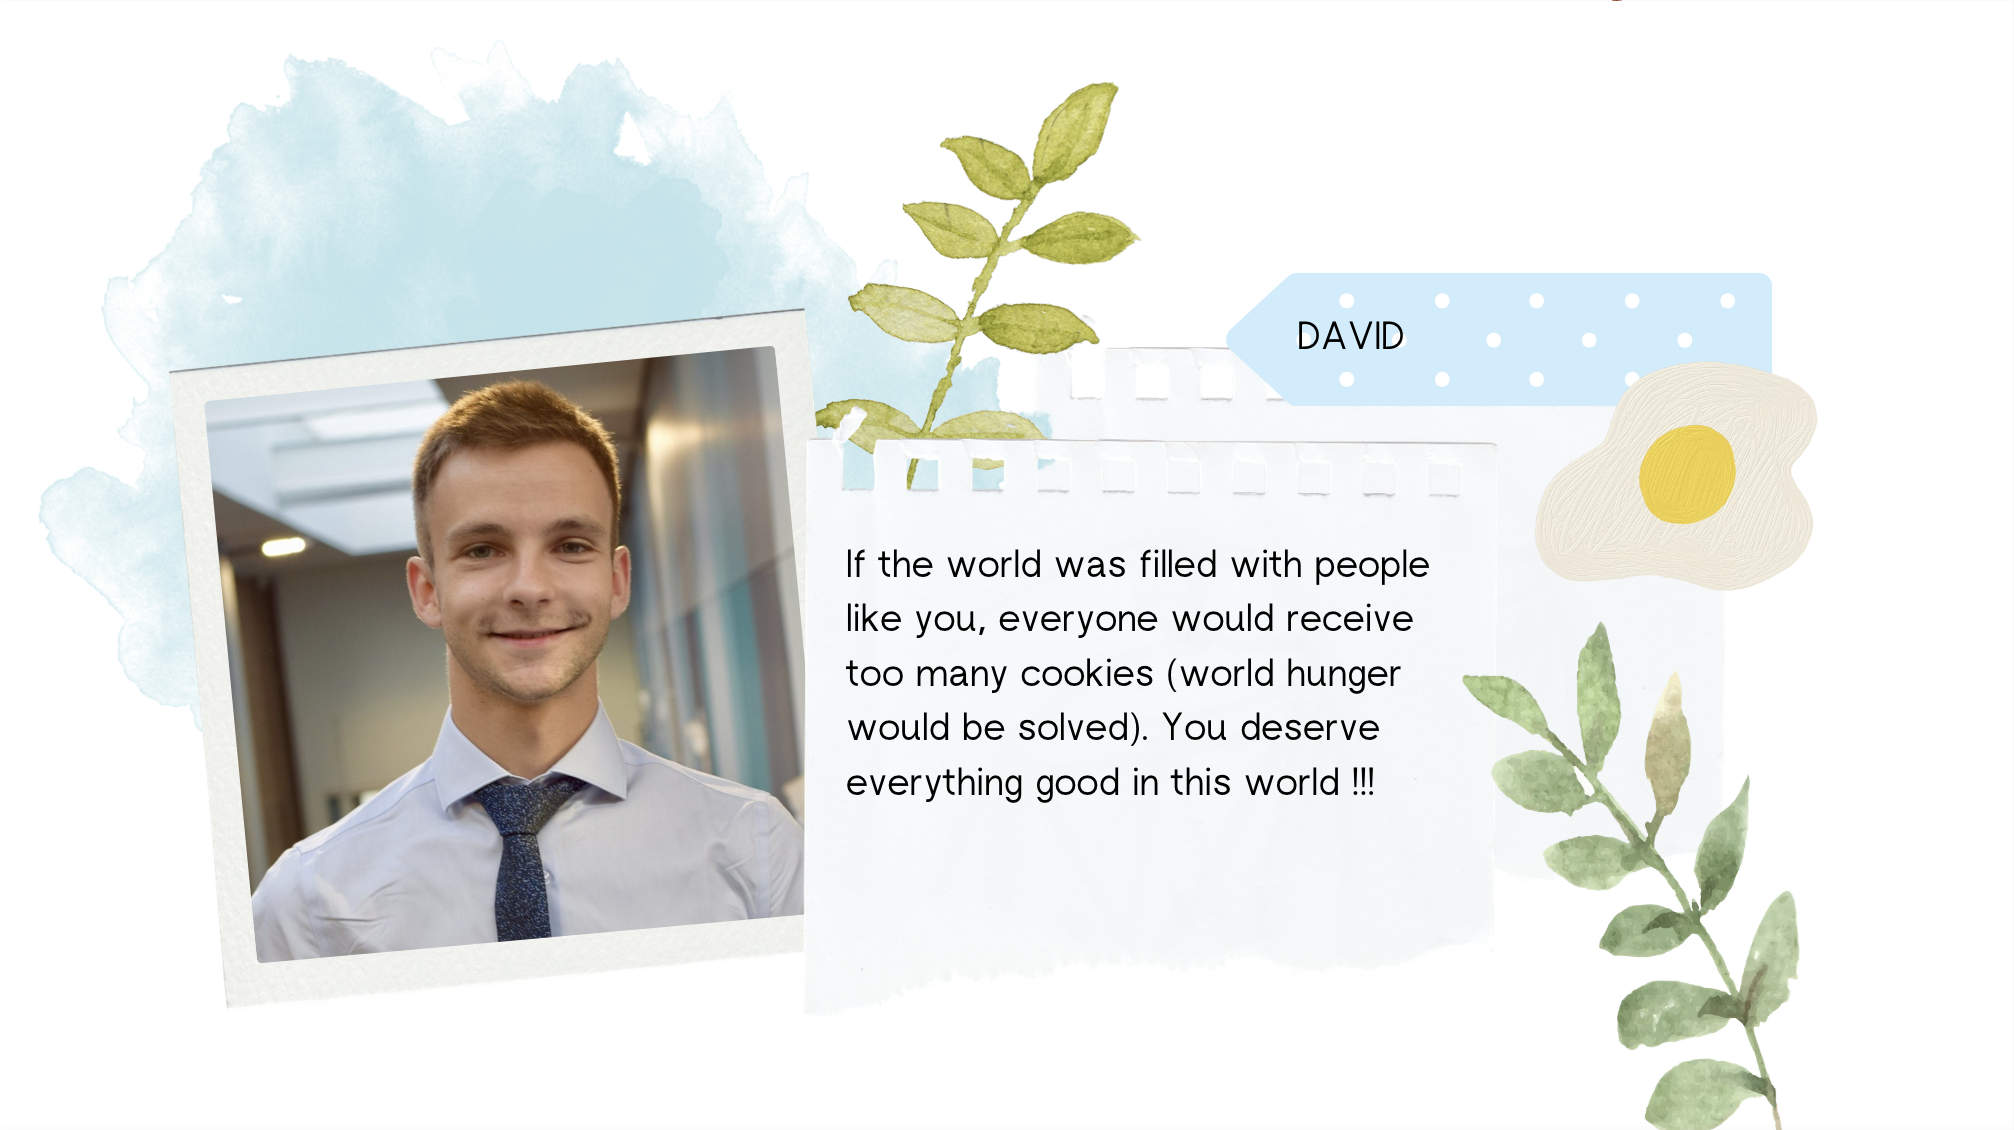 DAVID
If the world was filled with people
like you, everyone would receive
too many cookies (world hunger
would be solved). You deserve
everything good in this world !!!